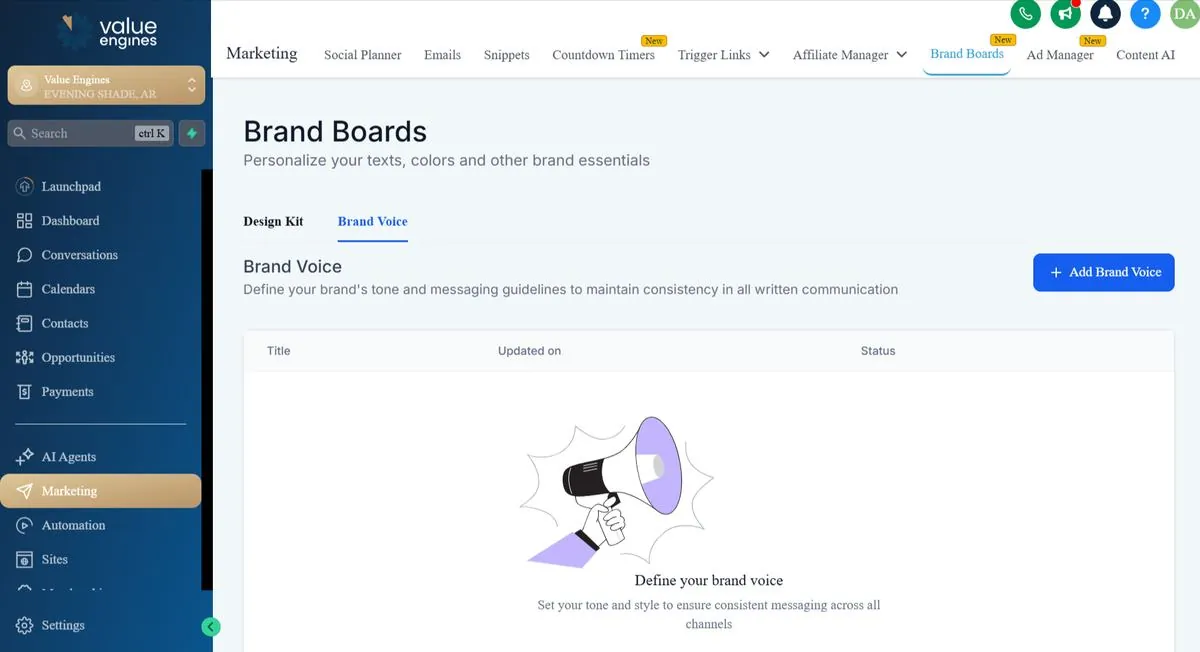 value
engines
Value Engines
EVENING SHADE, AR
Search
ctrl K
Launchpad
Dashboard
Conversations
Calendars
Contacts
Opportunities
Payments
AI Agents
Marketing
Automation
Sites
Settings
DA
Marketing
Social Planner
Emails
Snippets
Countdown Timers
New
Trigger Links
Affiliate Manager
Brand Boards
New
Ad Manager
New
Content AI
Brand Boards
Personalize your texts, colors and other brand essentials
Design Kit
Brand Voice
Brand Voice
Define your brand's tone and messaging guidelines to maintain consistency in all written communication
+ Add Brand Voice
Title
Updated on
Status
Define your brand voice
Set your tone and style to ensure consistent messaging across all
channels